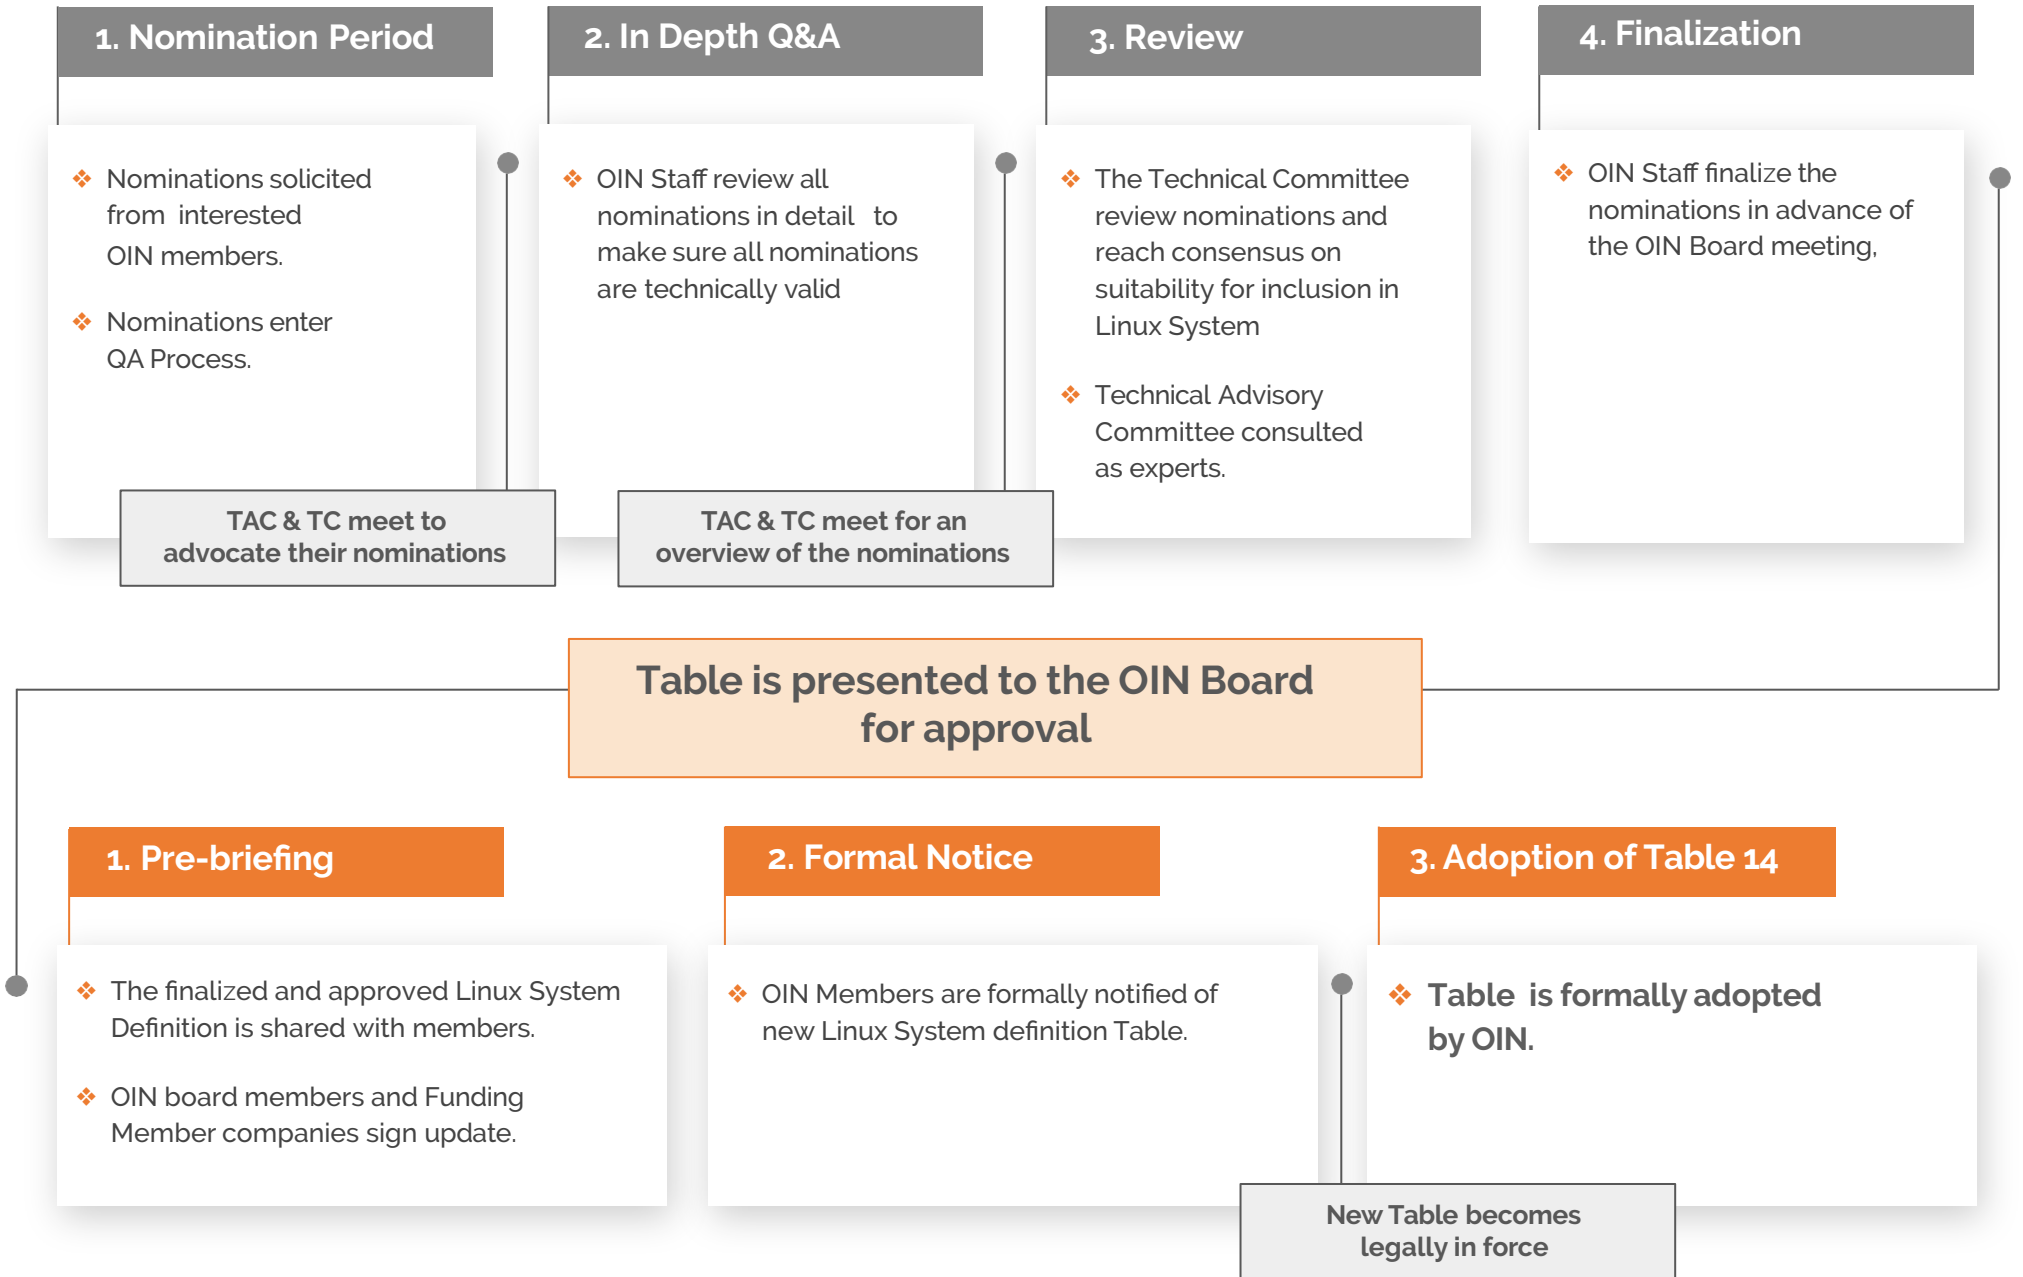 1. Nomination Period
Nominations solicited
from interested
OIN members.
Nominations enter
QA Process.
TAC & TC meet to
advocate their nominations
2. In Depth Q&A
OIN Staff review all
nominations in detail to
make sure all nominations
are technically valid
TAC & TC meet for an
overview of the nominations
3. Review
The Technical Committee
review nominations and
reach consensus on
suitability for inclusion in
Linux System
Technical Advisory
Committee consulted
as experts.
4. Finalization
OIN Staff finalize the
nominations in advance of
the OIN Board meeting,
Table is presented to the OIN Board
for approval
1. Pre-briefing
The finalized and approved Linux System
Definition is shared with members.
OIN board members and Funding
Member companies sign update.
2. Formal Notice
OIN Members are formally notified of
new Linux System definition Table.
New Table becomes
legally in force
3. Adoption of Table 14
Table is formally adopted
by OIN.